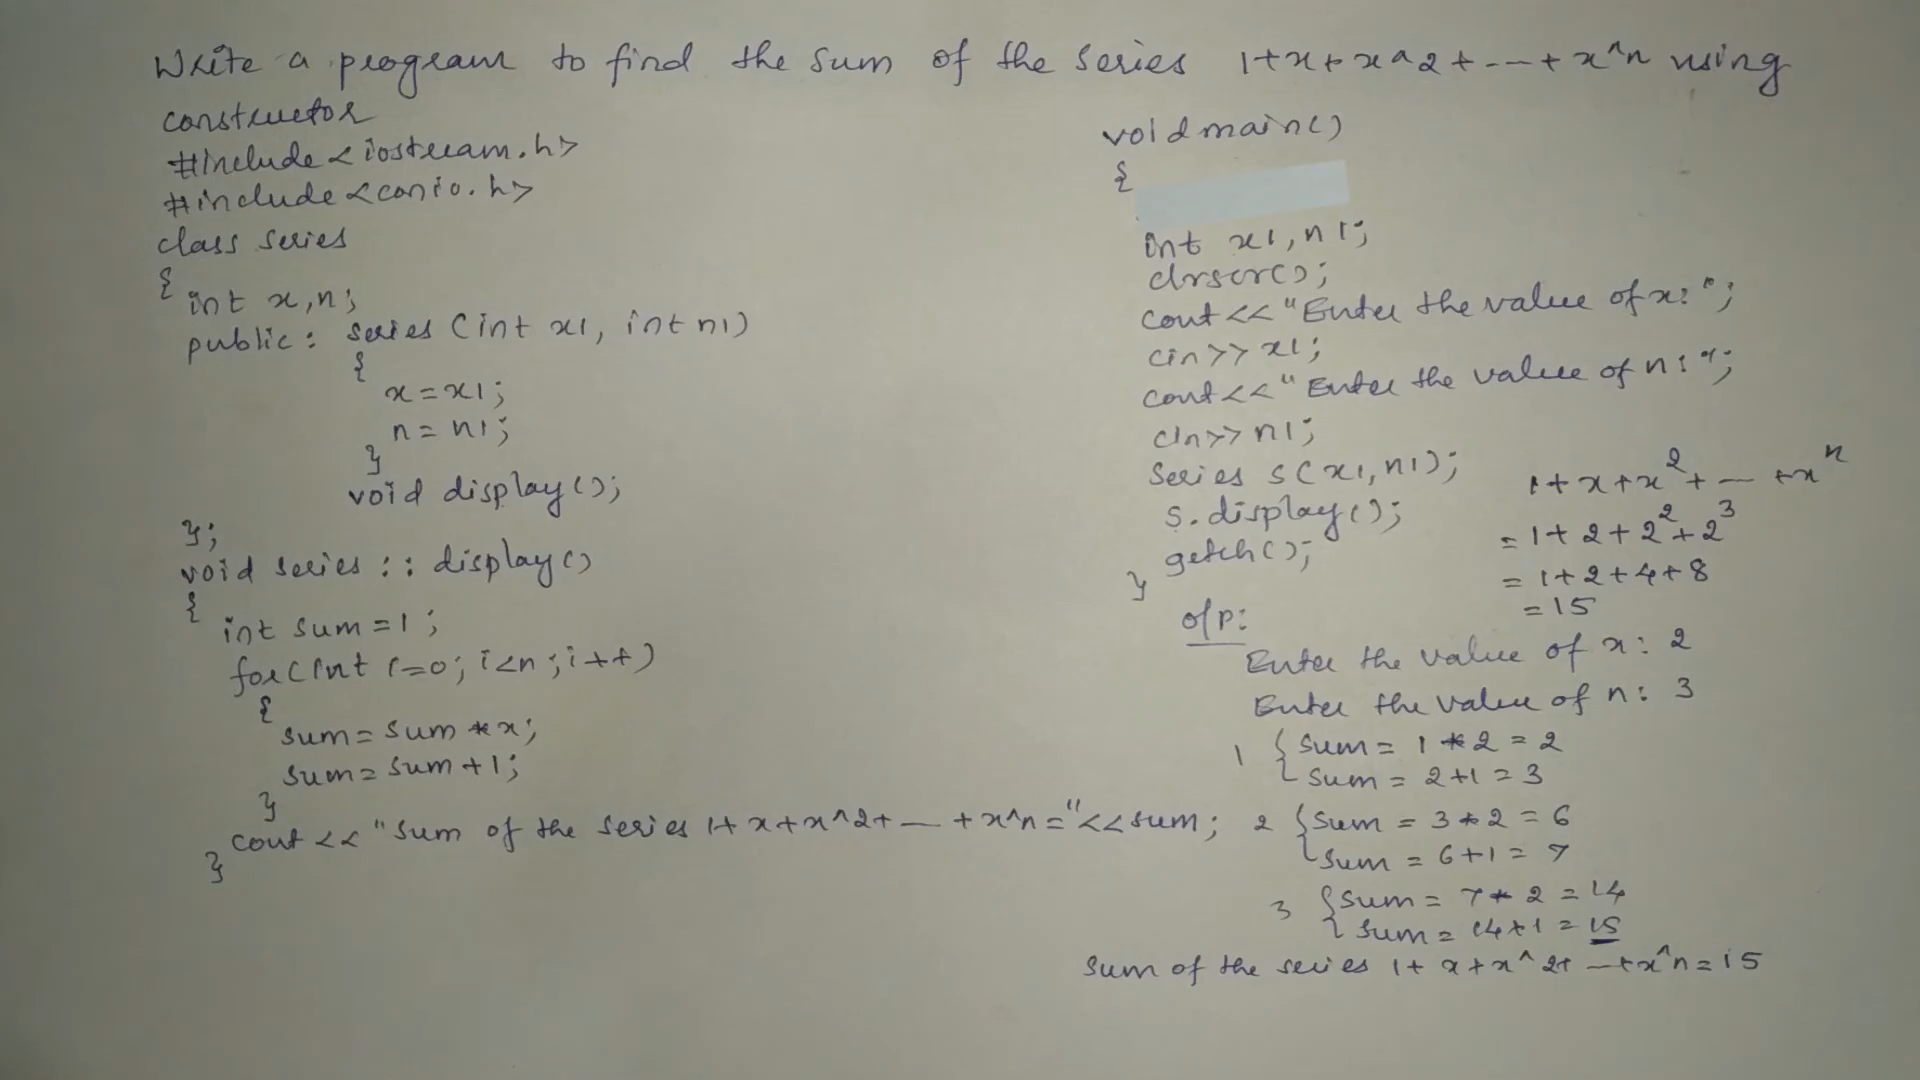 Write a program to find the sum of the series 1+x+x^2+---+x^n using
constructor
#include<iostream.h>
#include<conio.h>
class series
{
int x,n;
public: series (int x1, int n1)
{
x=x1;
n=n1;
}
void display();
};
void series :: display()
{
int sum=1;
for(int i=0; i<n; i++)
{
sum=sum*x;
sum=sum+1;
}
cout<<"Sum of the series 1+x+x^2+--+x^n="<<sum;
}
void main()
{
int x1,n1;
clrscr();
cout<<"Enter the value of x:";
cin>>x1;
cout<<"Enter the value of n:";
cin>>n1;
Series s(x1,n1);
s.display();
getch();
}
1+x+x²+--+xⁿ
=1+2+2²+2³
=1+2+4+8
=15
o/p:
Enter the value of x: 2
Enter the value of n: 3
1 { sum = 1*2 = 2
sum = 2+1 = 3
2 { sum = 3*2 = 6
sum = 6+1 = 7
3 { sum = 7*2 = 14
sum = 14+1 = 15
Sum of the series 1+x+x^2+--+x^n=15